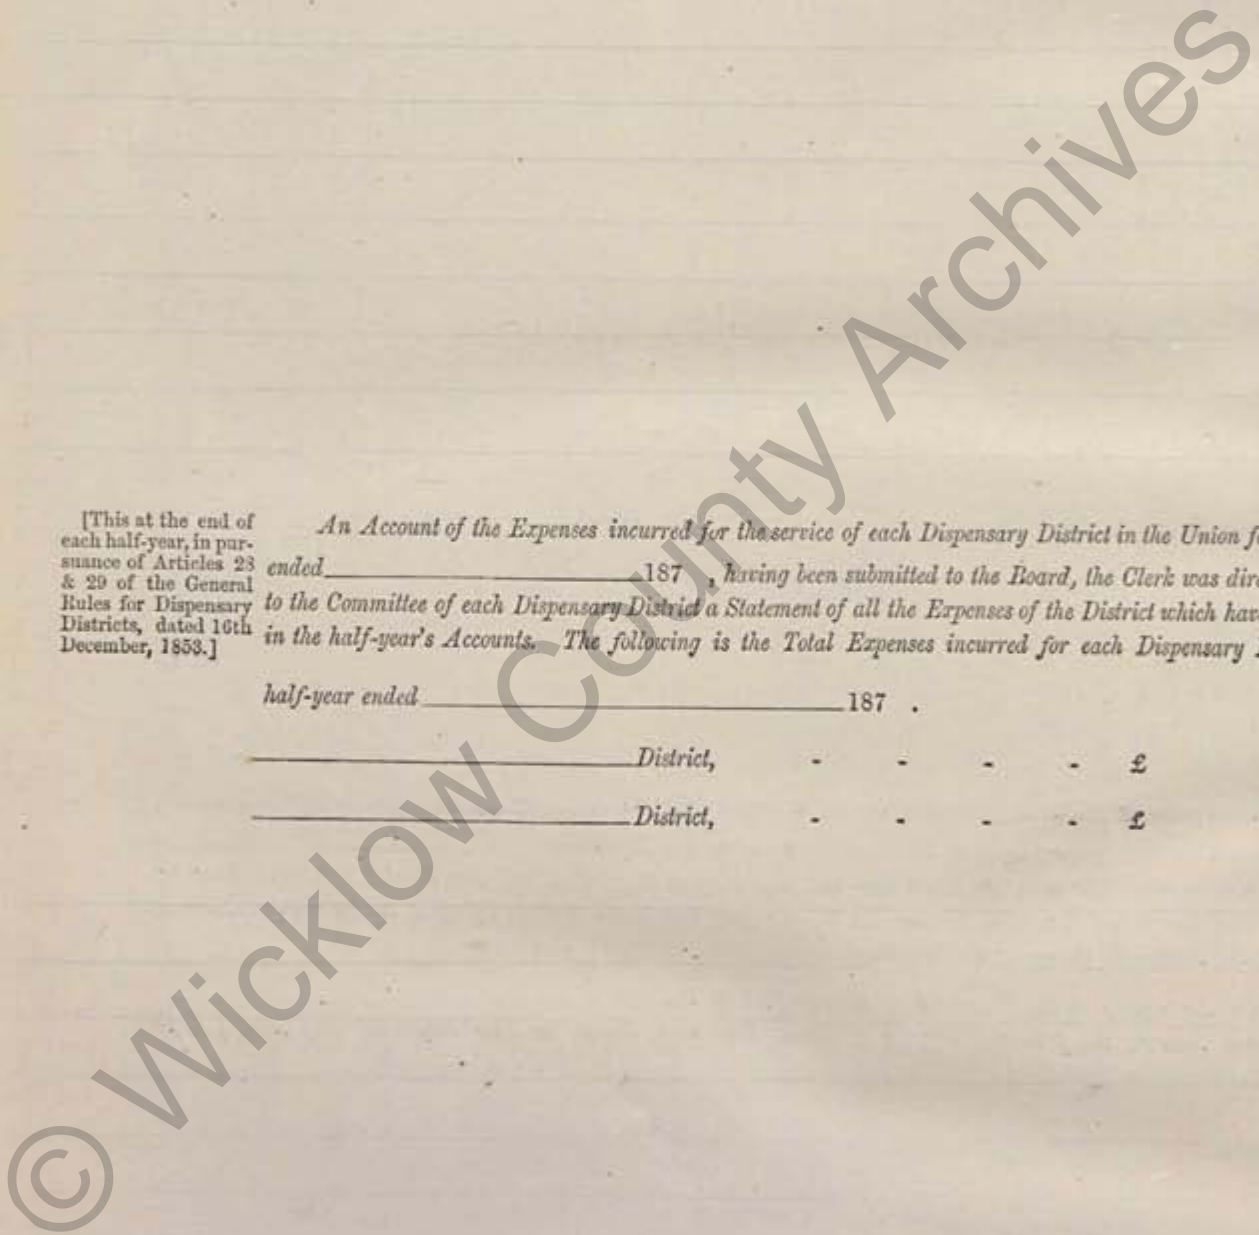 [This at the end of
each half-year, in pur-
suance of Articles 28
& 29 of the General
Rules for Dispensary
Districts, dated 16th
December, 1853.]
An Account of the Expenses incurred for the service of each Dispensary District in the Union
ended 187 , having been submitted to the Board, the Clerk was
to the Committee of each Dispensary District a Statement of all the Expenses of the District which
in the half-year's Accounts. The following is the Total Expenses incurred for each Dispensary
half-year ended 187 .
District, - - - - £
District, - - - - £
© Wicklow County Archives